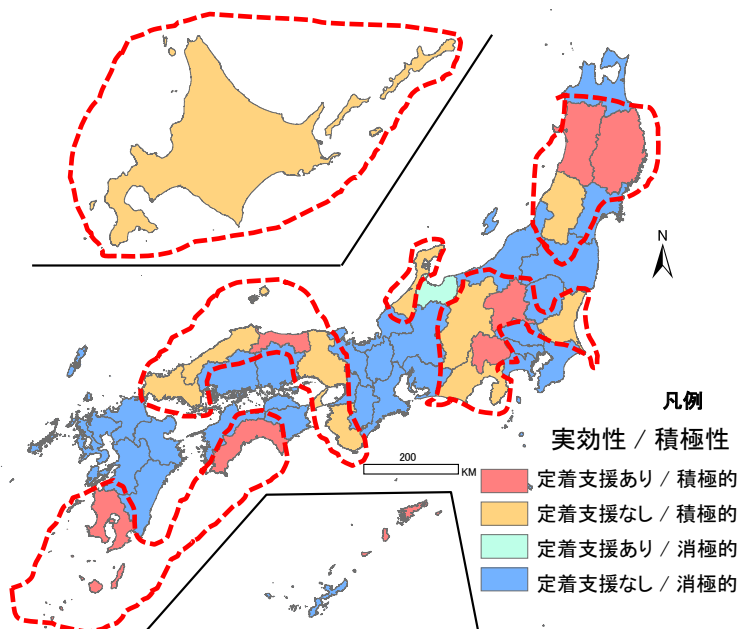 N
200
KM
凡例
実効性 / 積極性
定着支援あり / 積極的
定着支援なし / 積極的
定着支援あり / 消極的
定着支援なし / 消極的